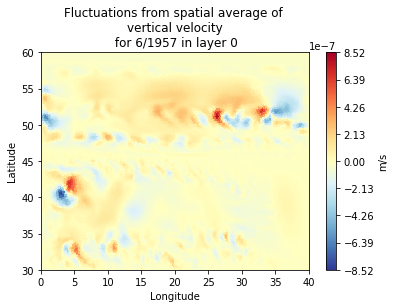 Fluctuations from spatial average of
vertical velocity
for 6/1957 in layer 0
1e−7
60
55
50
45
40
35
30
Latitude
0 5 10 15 20 25 30 35 40
Longitude
8.52
6.39
4.26
2.13
0.00
−2.13
−4.26
−6.39
−8.52
m/s